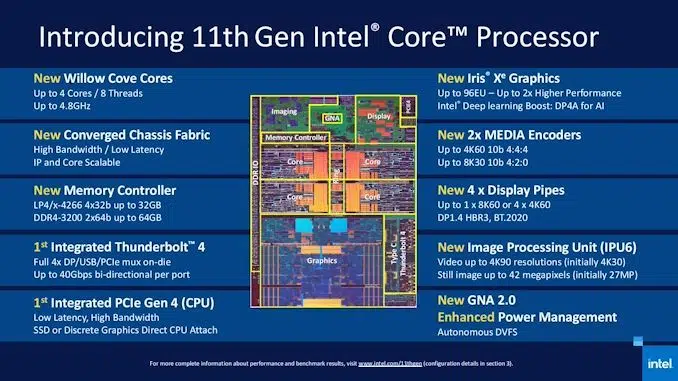 Introducing 11th Gen Intel® Core™ Processor
New Willow Cove Cores
Up to 4 Cores / 8 Threads
Up to 4.8GHz
New Converged Chassis Fabric
High Bandwidth / Low Latency
IP and Core Scalable
New Memory Controller
LP4/x-4266 4x32b up to 32GB
DDR4-3200 2x64b up to 64GB
1st Integrated Thunderbolt™ 4
Full 4x DP/USB/PCIe mux on-die
Up to 40Gbps bi-directional per port
1st Integrated PCIe Gen 4 (CPU)
Low Latency, High Bandwidth
SSD or Discrete Graphics Direct CPU Attach
Imaging
GNA
Display
PCIE4
Memory Controller
DDR IO
Core
Core
Core
Core
Graphics
Type C
Thunderbolt 4
New Iris® Xe Graphics
Up to 96EU – Up to 2x Higher Performance
Intel® Deep learning Boost: DP4A for AI
New 2x MEDIA Encoders
Up to 4K60 10b 4:4:4
Up to 8K30 10b 4:2:0
New 4 x Display Pipes
Up to 1 x 8K60 or 4 x 4K60
DP1.4 HBR3, BT.2020
New Image Processing Unit (IPU6)
Video up to 4K90 resolutions (initially 4K30)
Still image up to 42 megapixels (initially 27MP)
New GNA 2.0
Enhanced Power Management
Autonomous DVFS
For more complete information about performance and benchmark results, visit www.intel.com/11thgen (configuration details in section 3).
intel.